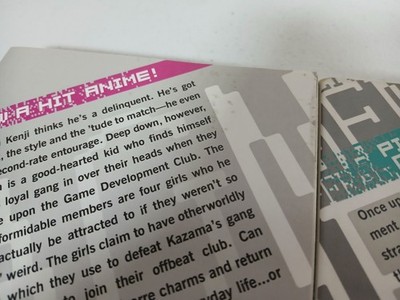 A HIT ANIME!
Kenji thinks he's a delinquent. He's got
, the style and the 'tude to match—he even
econd-rate entourage. Deep down, however,
is a good-hearted kid who finds himself
loyal gang in over their heads when they
e upon the Game Development Club. The
formidable members are four girls who he
actually be attracted to if they weren't so
weird. The girls claim to have otherworldly
which they use to defeat Kazama's gang
to join their offbeat club. Can
rre charms and return
yday life...or
Once up
ment
stra